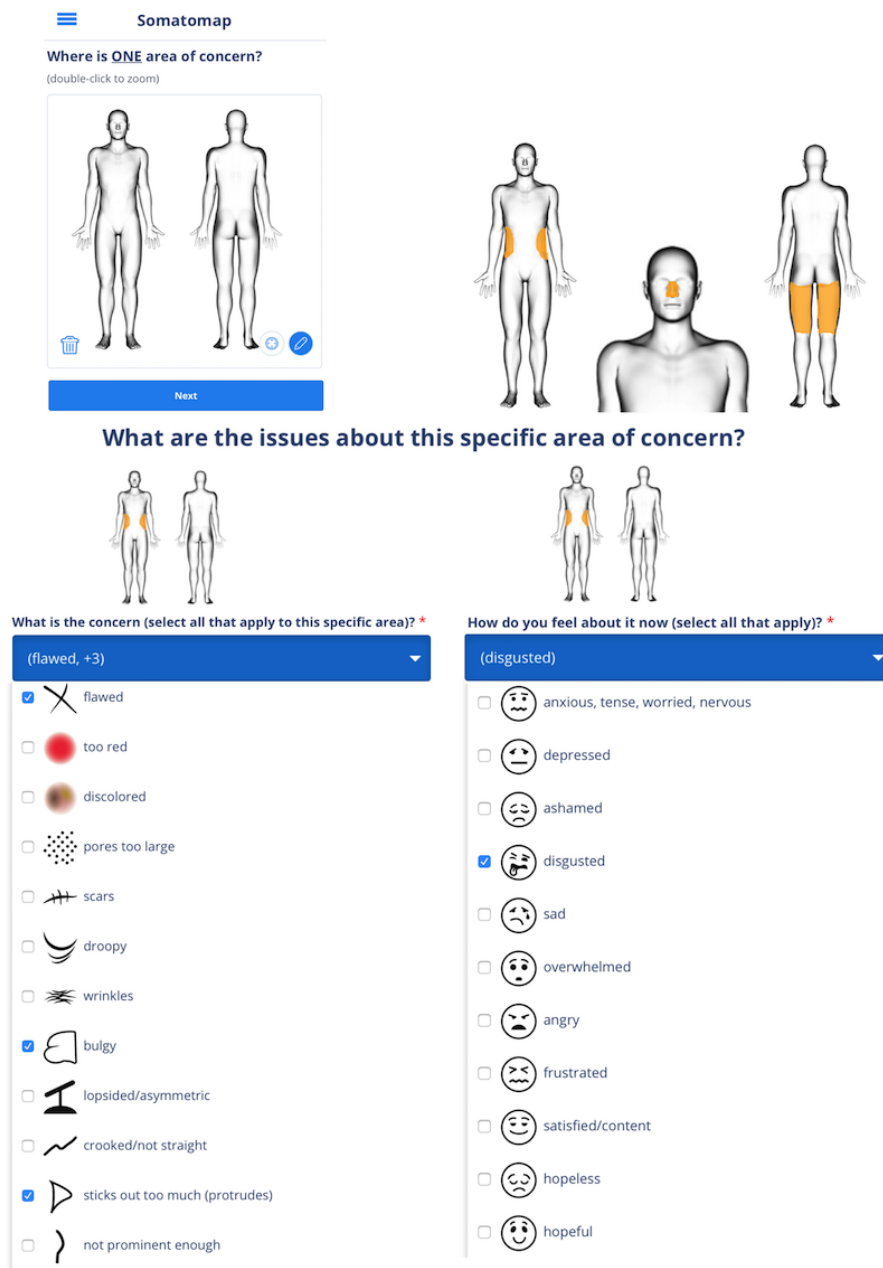 Somatomap
Where is ONE area of concern?
(double-click to zoom)
Next
What are the issues about this specific area of concern?
What is the concern (select all that apply to this specific area)? *
(flawed, +3)
flawed
too red
discolored
pores too large
scars
droopy
wrinkles
bulgy
lopsided/asymmetric
crooked/not straight
sticks out too much (protrudes)
not prominent enough
How do you feel about it now (select all that apply)? *
(disgusted)
anxious, tense, worried, nervous
depressed
ashamed
disgusted
sad
overwhelmed
angry
frustrated
satisfied/content
hopeless
hopeful